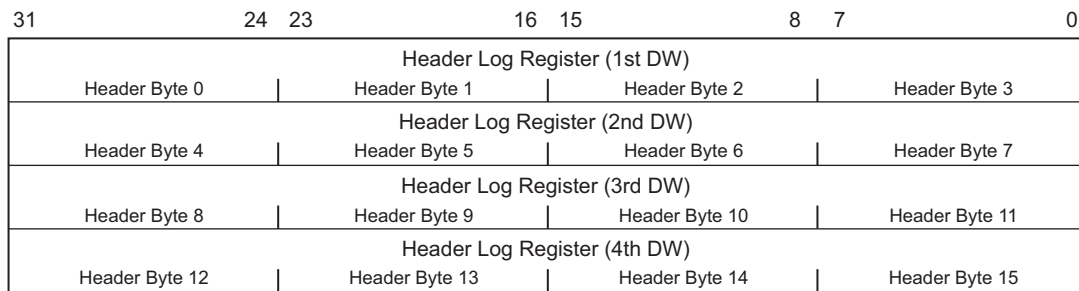 31 24 23 16 15 8 7 0
Header Log Register (1st DW)
Header Byte 0 Header Byte 1 Header Byte 2 Header Byte 3
Header Log Register (2nd DW)
Header Byte 4 Header Byte 5 Header Byte 6 Header Byte 7
Header Log Register (3rd DW)
Header Byte 8 Header Byte 9 Header Byte 10 Header Byte 11
Header Log Register (4th DW)
Header Byte 12 Header Byte 13 Header Byte 14 Header Byte 15